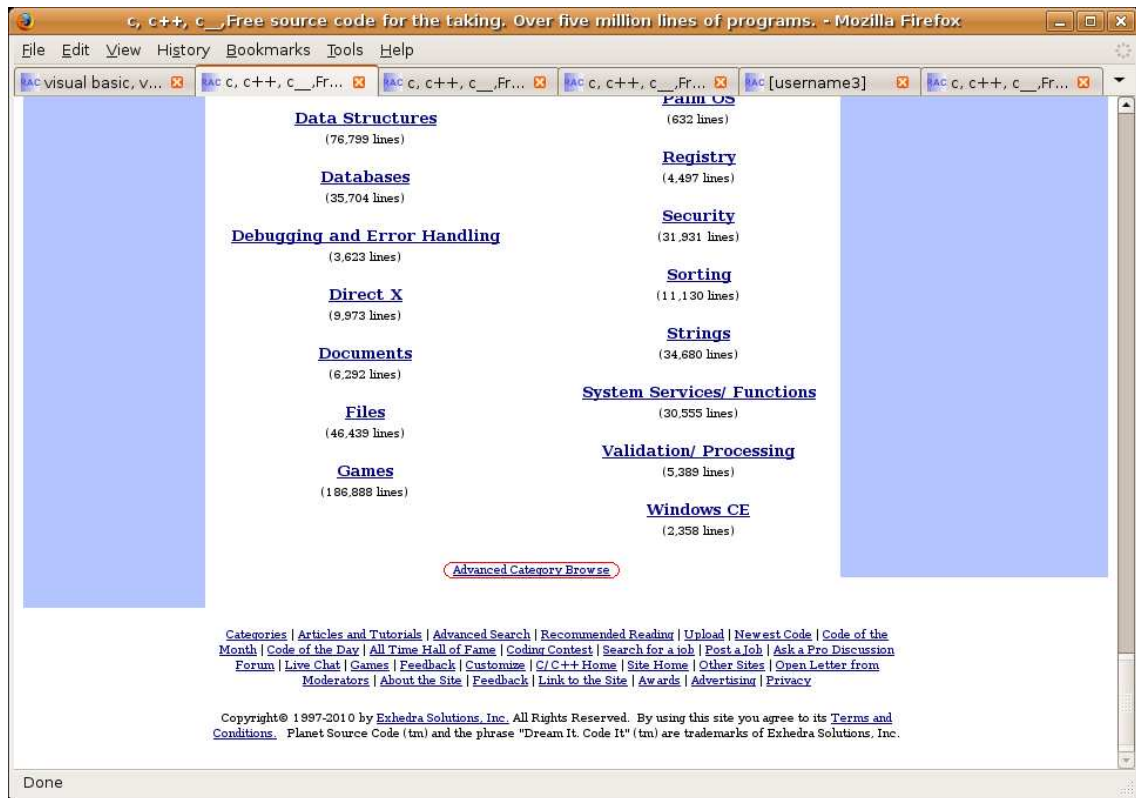 c, c++, c__,Free source code for the taking. Over five million lines of programs. - Mozilla Firefox
File Edit View History Bookmarks Tools Help
RAC visual basic, v... RAC c, c++, c__,Fr... RAC c, c++, c__,Fr... RAC c, c++, c__,Fr... RAC [username3] RAC c, c++, c__,Fr...
Data Structures
(76,799 lines)
Databases
(35,704 lines)
Debugging and Error Handling
(3,623 lines)
Direct X
(9,973 lines)
Documents
(6,292 lines)
Files
(46,439 lines)
Games
(186,888 lines)
Palm OS
(632 lines)
Registry
(4,497 lines)
Security
(31,931 lines)
Sorting
(11,130 lines)
Strings
(34,680 lines)
System Services/ Functions
(30,555 lines)
Validation/ Processing
(5,389 lines)
Windows CE
(2,358 lines)
Advanced Category Browse
Categories | Articles and Tutorials | Advanced Search | Recommended Reading | Upload | Newest Code | Code of the
Month | Code of the Day | All Time Hall of Fame | Coding Contest | Search for a job | Post a Job | Ask a Pro Discussion
Forum | Live Chat | Games | Feedback | Customize | C/ C++ Home | Site Home | Other Sites | Open Letter from
Moderators | About the Site | Feedback | Link to the Site | Awards | Advertising | Privacy
Copyright© 1997-2010 by Exhedra Solutions, Inc. All Rights Reserved. By using this site you agree to its Terms and
Conditions. Planet Source Code (tm) and the phrase "Dream It. Code It" (tm) are trademarks of Exhedra Solutions, Inc.
Done